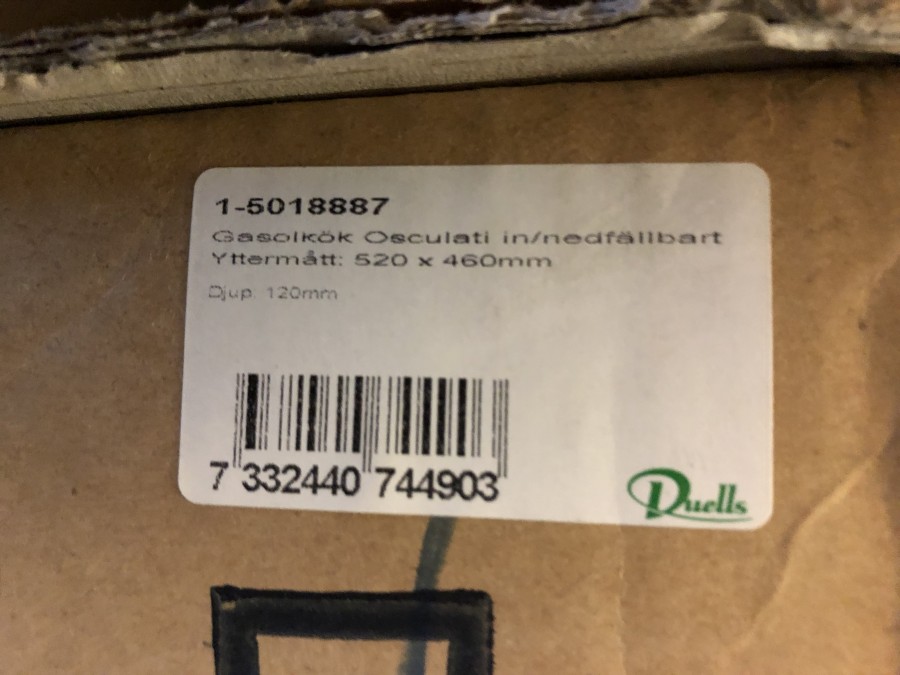 1-5018887
Gasolkök Osculati in/nedfällbart
Yttermått: 520 x 460mm
Djup: 120mm
7 332440 744903
Duells